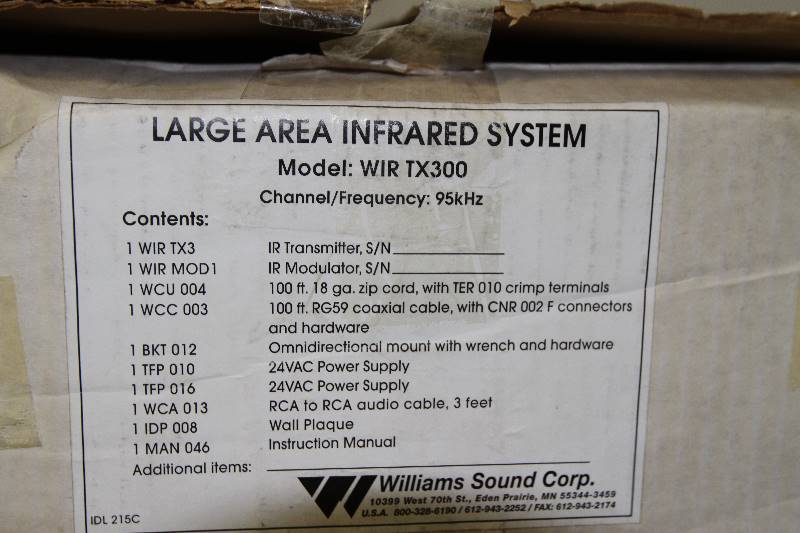 LARGE AREA INFRARED SYSTEM
Model: WIR TX300
Channel/Frequency: 95kHz
Contents:
1 WIR TX3 IR Transmitter, S/N
1 WIR MOD1 IR Modulator, S/N
1 WCU 004 100 ft. 18 ga. zip cord, with TER 010 crimp terminals
1 WCC 003 100 ft. RG59 coaxial cable, with CNR 002 F connectors
and hardware
1 BKT 012 Omnidirectional mount with wrench and hardware
1 TFP 010 24VAC Power Supply
1 TFP 016 24VAC Power Supply
1 WCA 013 RCA to RCA audio cable, 3 feet
1 IDP 008 Wall Plaque
1 MAN 046 Instruction Manual
Additional items:
Williams Sound Corp.
10399 West 70th St., Eden Prairie, MN 55344-3459
U.S.A. 800-328-6190 / 612-943-2252 / FAX: 612-943-2174
IDL 215C